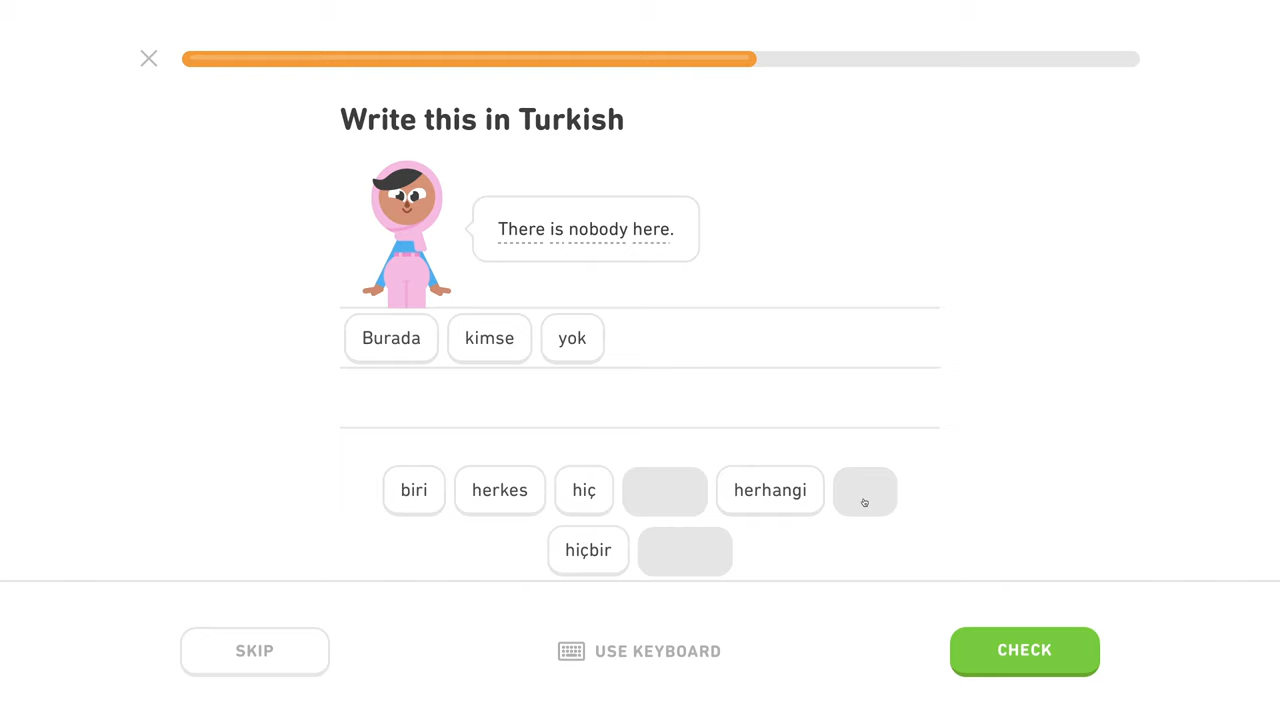 Write this in Turkish
There is nobody here.
Burada kimse yok
biri herkes hiç herhangi
hiçbir
SKIP USE KEYBOARD CHECK